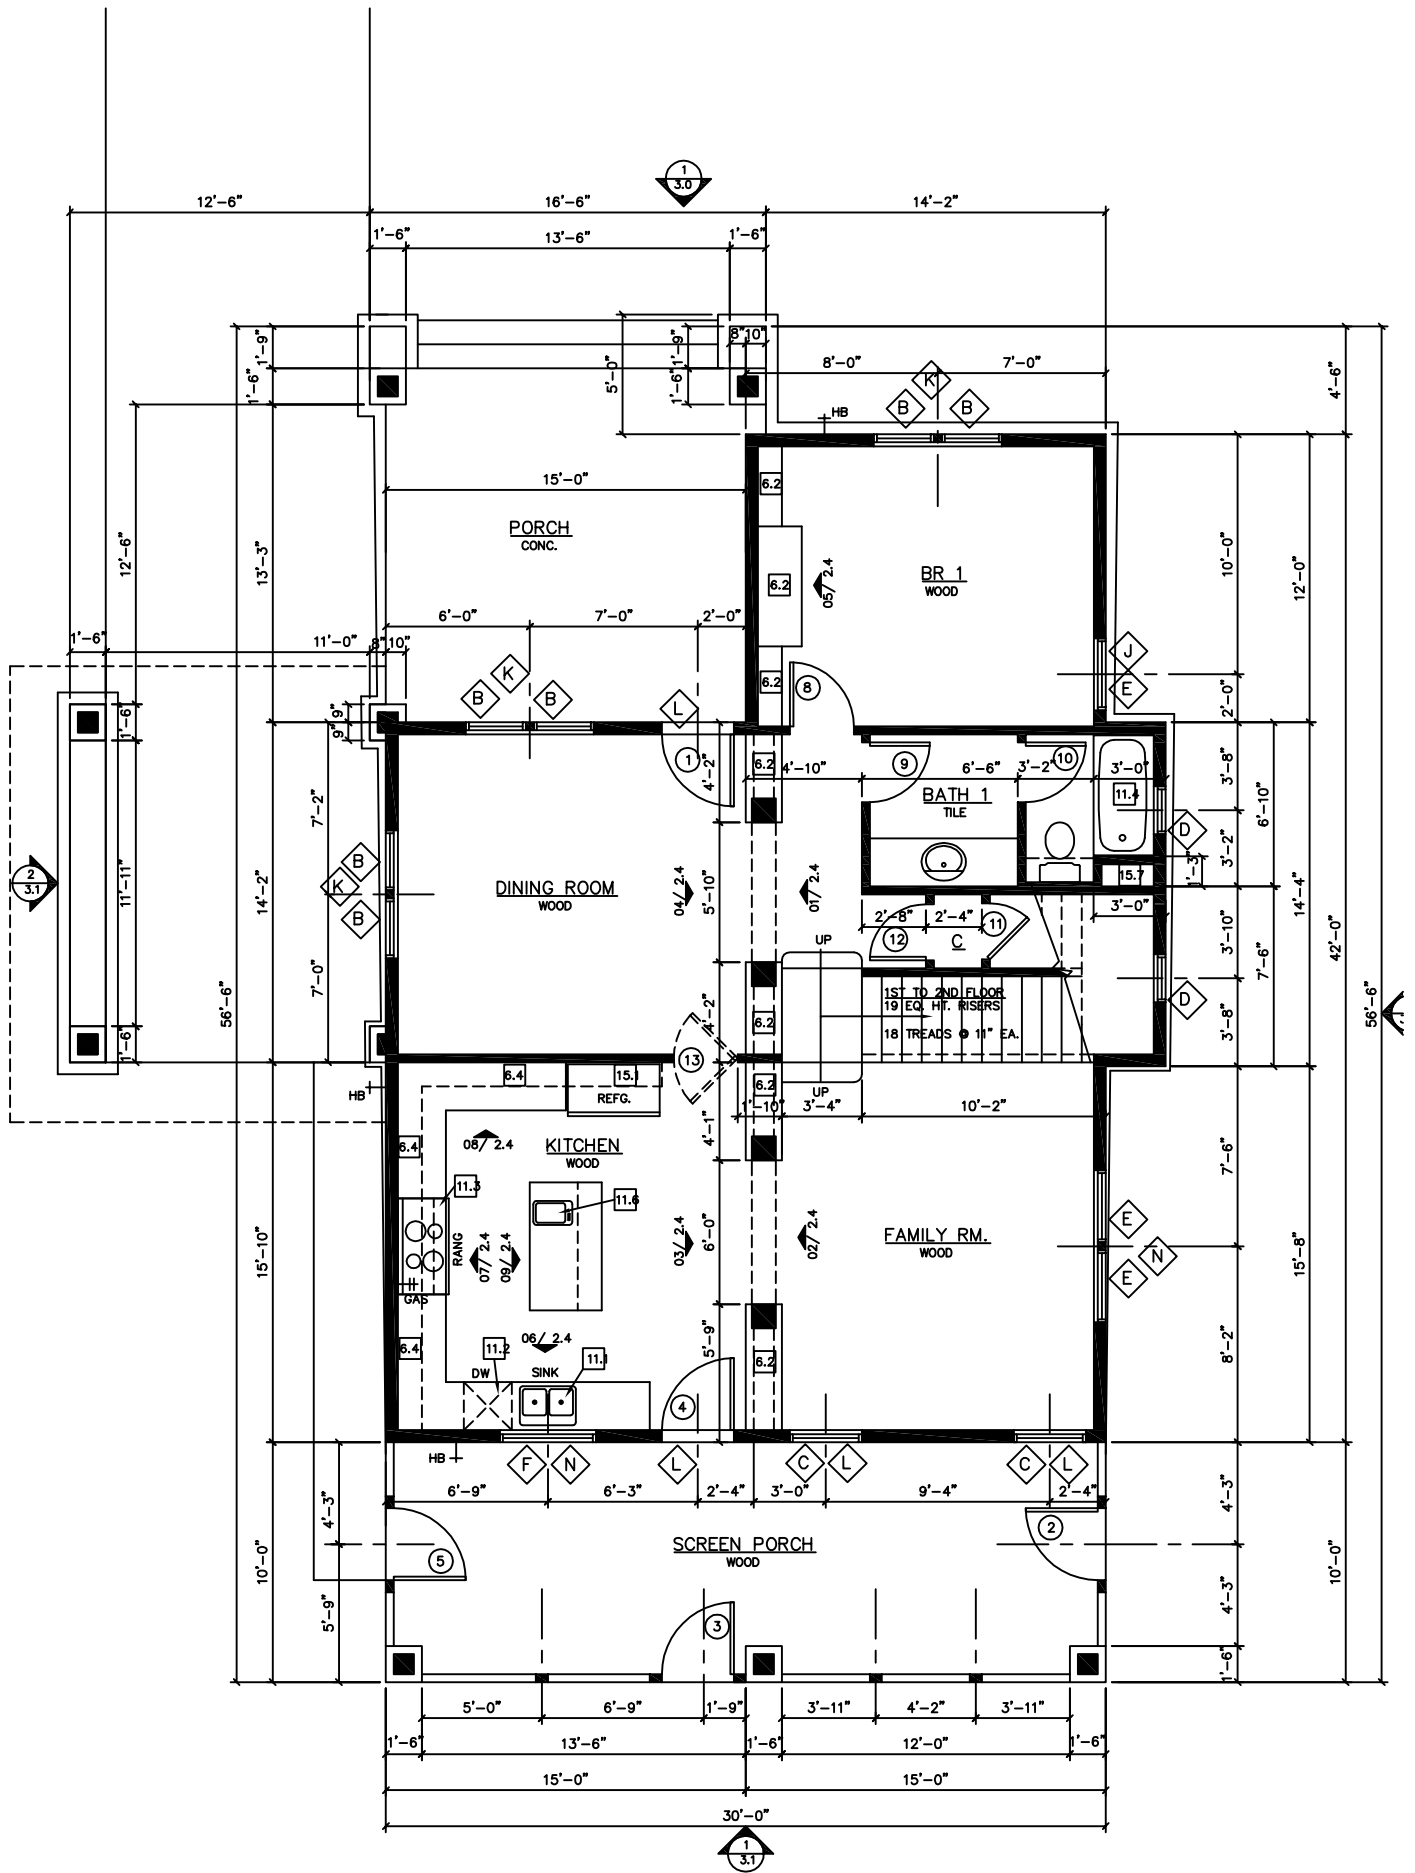 1
3.0
12'-6"
16'-6"
14'-2"
1'-6"
13'-6"
1'-6"
8" 10"
8'-0"
7'-0"
1'-9"
1'-6"
1'-9"
1'-6"
5'-0"
4'-6"
K
B
B
HB
15'-0"
PORCH
CONC.
6.2
BR 1
WOOD
6.2
05/ 2.4
12'-6"
13'-3"
10'-0"
12'-0"
6'-0"
7'-0"
2'-0"
1'-6"
11'-0"
8" 10"
J
E
2'-0"
K
B
B
L
6.2
8
9"
9"
1'-6"
1
4'-2"
6.2
4'-10"
9
6'-6"
3'-2"
10
3'-0"
BATH 1
TILE
11.4
D
3'-8"
6'-10"
3'-2"
1'-3"
15.7
7'-2"
14'-2"
7'-0"
11'-11"
2
3.1
B
K
B
DINING ROOM
WOOD
04/ 2.4
5'-10"
01/ 2.4
2'-8"
2'-4"
11
12
C
3'-0"
3'-10"
14'-4"
42'-0"
7'-6"
3'-8"
D
UP
1ST TO 2ND FLOOR
19 EQ. HT. RISERS
18 TREADS @ 11" EA.
4'-2"
6.2
56'-6"
56'-6"
1'-6"
13
6.4
15.1
REFG.
HB
6.2
UP
1'-10"
3'-4"
10'-2"
4'-1"
08/ 2.4
KITCHEN
WOOD
6.4
11.3
11.6
RANG
07/ 2.4
09/ 2.4
03/ 2.4
6'-0"
02/ 2.4
FAMILY RM.
WOOD
E
N
E
7'-6"
15'-8"
8'-2"
15'-10"
GAS
06/ 2.4
6.4
11.2
11.1
DW
SINK
5'-9"
6.2
4
HB
F
N
L
C
L
C
L
6'-9"
6'-3"
2'-4"
3'-0"
9'-4"
2'-4"
4'-3"
10'-0"
5'-9"
5
SCREEN PORCH
WOOD
2
3
4'-3"
4'-3"
1'-6"
10'-0"
5'-0"
6'-9"
1'-9"
3'-11"
4'-2"
3'-11"
1'-6"
13'-6"
1'-6"
12'-0"
1'-6"
15'-0"
15'-0"
30'-0"
1
3.1